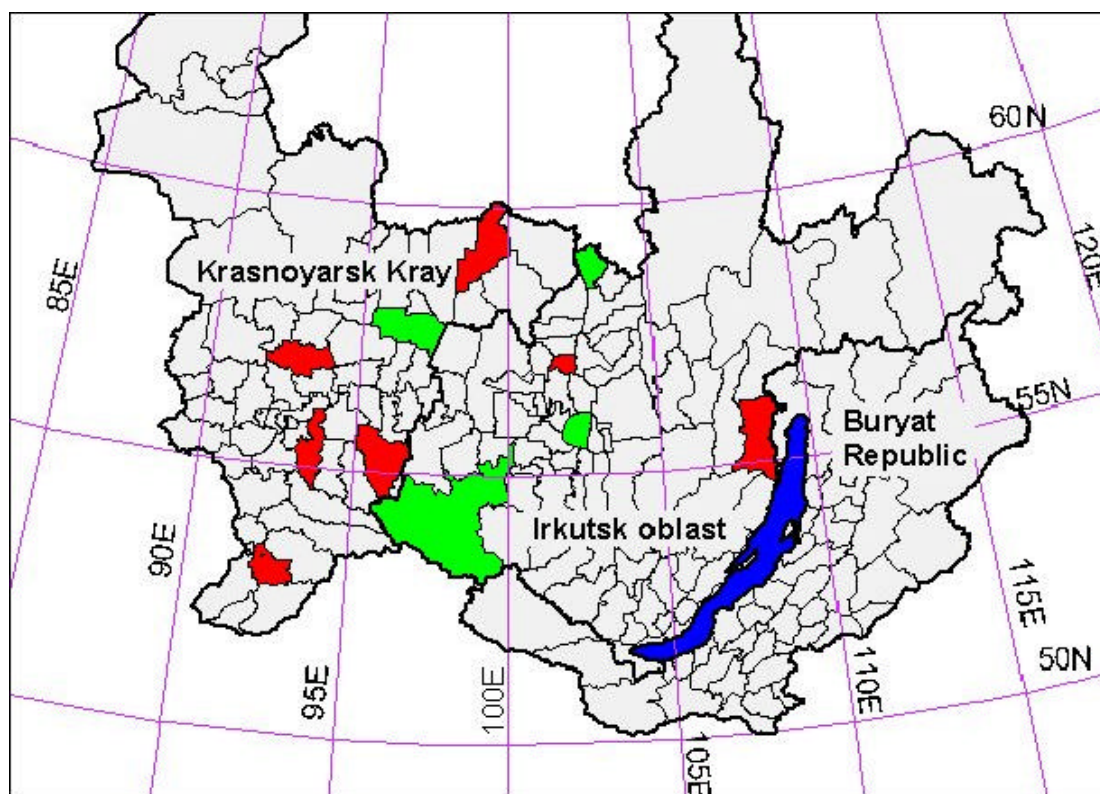 60N
85E
Krasnoyarsk Kray
120E
55N
Buryat
Republic
Irkutsk oblast
90E
115E
50N
95E
100E
110E
105E